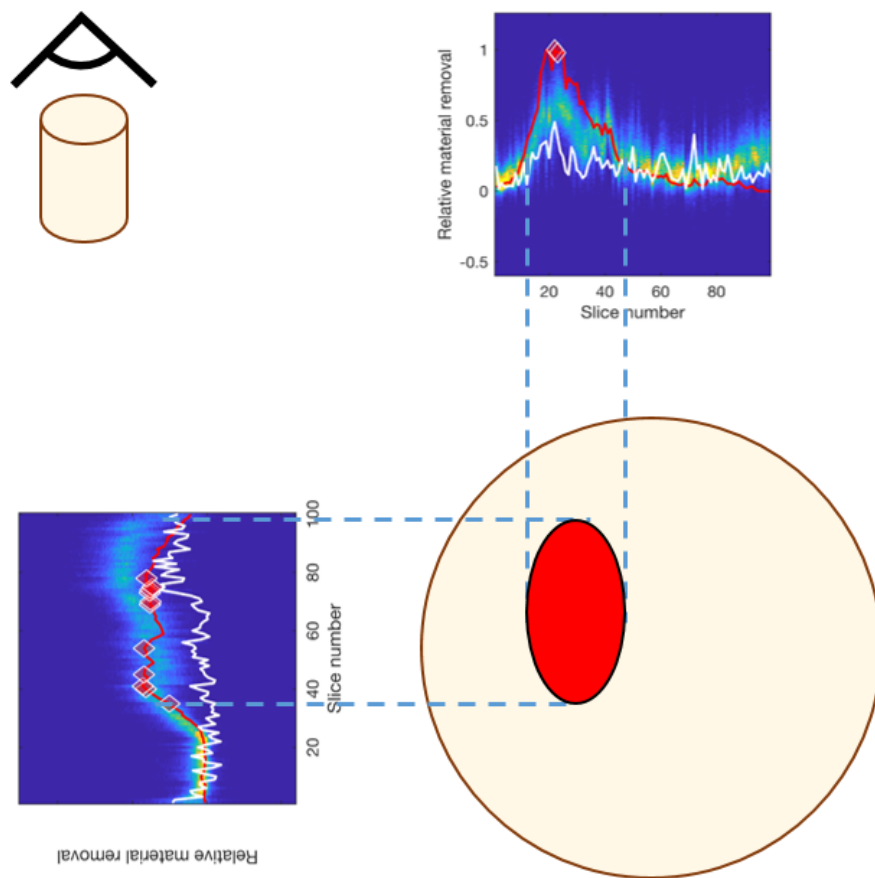 Relative material removal
1
0.5
0
-0.5
20 40 60 80
Slice number
100
80
60
40
20
Slice number
Relative material removal